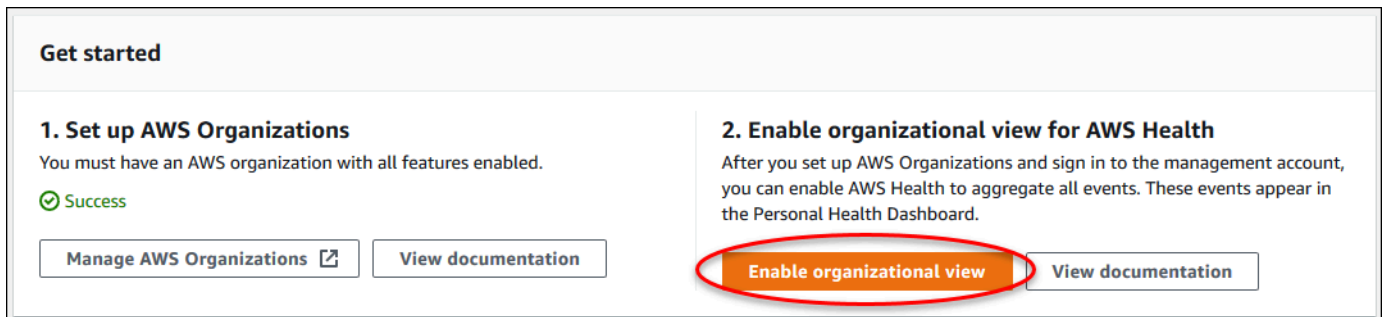 Get started
1. Set up AWS Organizations
You must have an AWS organization with all features enabled.
Success
Manage AWS Organizations
View documentation
2. Enable organizational view for AWS Health
After you set up AWS Organizations and sign in to the management account,
you can enable AWS Health to aggregate all events. These events appear in
the Personal Health Dashboard.
Enable organizational view
View documentation